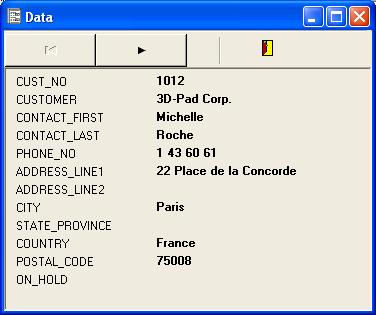 Data
CUST_NO 1012
CUSTOMER 3D-Pad Corp.
CONTACT_FIRST Michelle
CONTACT_LAST Roche
PHONE_NO 1 43 60 61
ADDRESS_LINE1 22 Place de la Concorde
ADDRESS_LINE2
CITY Paris
STATE_PROVINCE
COUNTRY France
POSTAL_CODE 75008
ON_HOLD